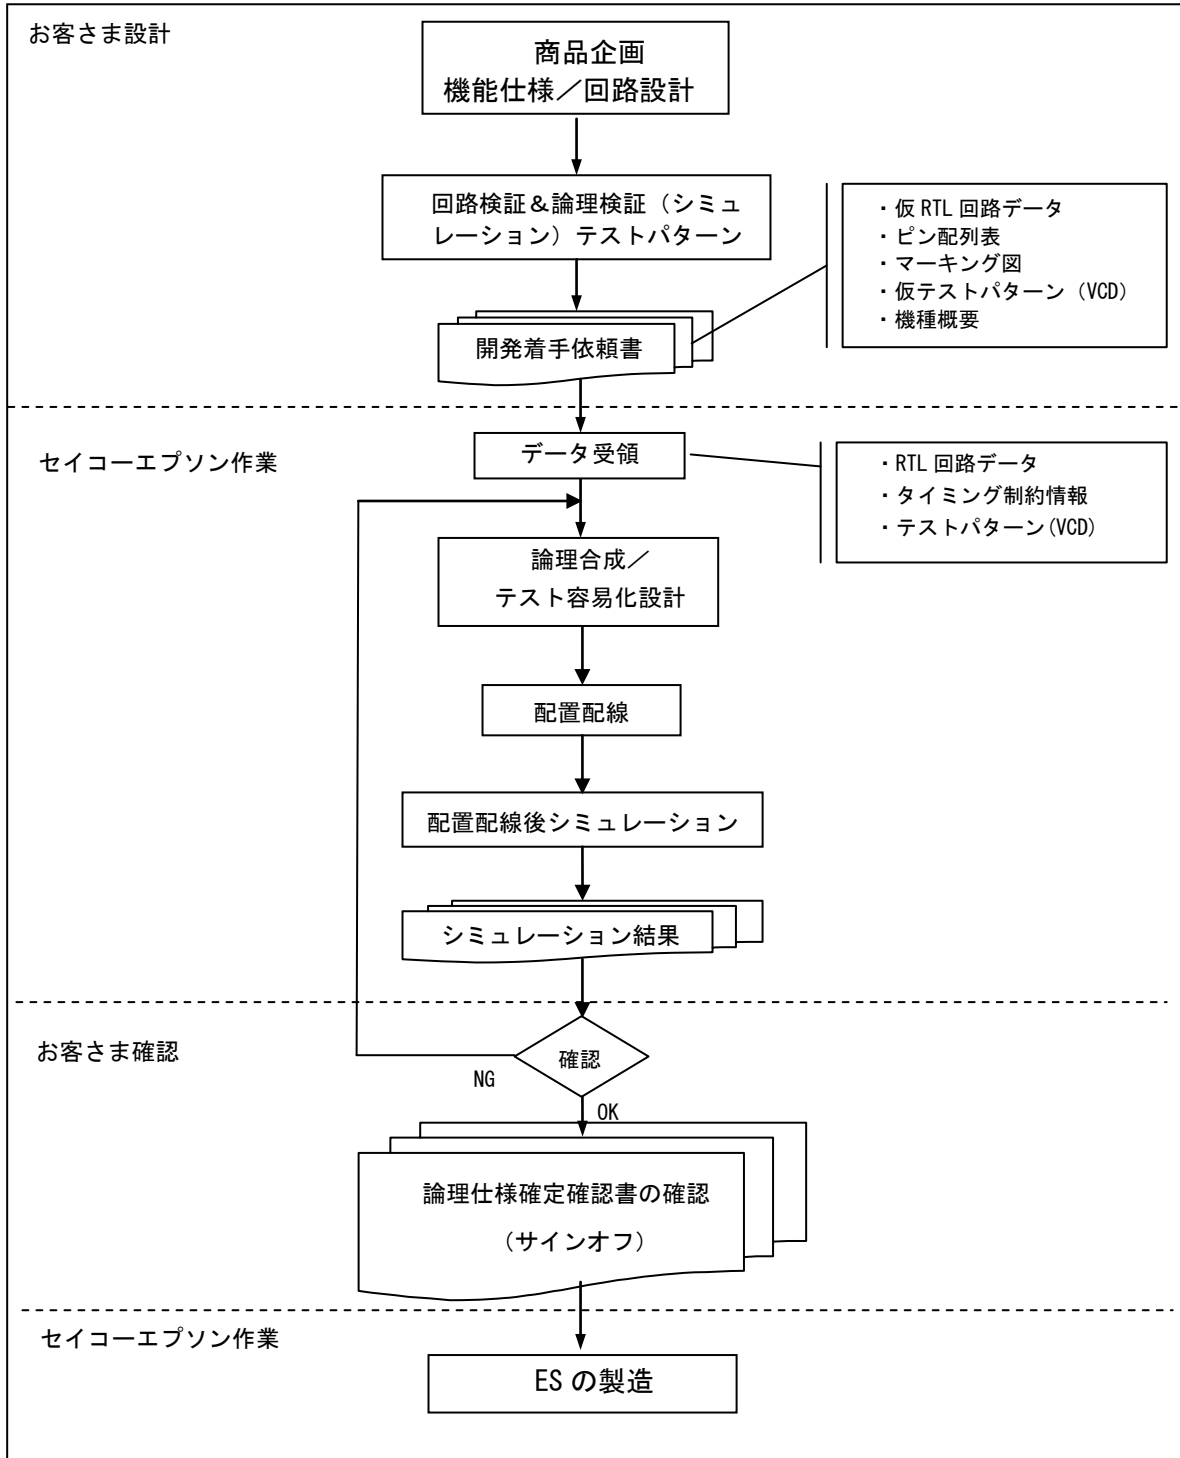 お客さま設計
商品企画
機能仕様／回路設計
回路検証＆論理検証（シミュ
レーション）テストパターン
・仮 RTL 回路データ
・ピン配列表
・マーキング図
・仮テストパターン（VCD）
・機種概要
開発着手依頼書
セイコーエプソン作業
データ受領
・RTL 回路データ
・タイミング制約情報
・テストパターン(VCD)
論理合成／
テスト容易化設計
配置配線
配置配線後シミュレーション
シミュレーション結果
お客さま確認
確認
NG
OK
論理仕様確定確認書の確認
（サインオフ）
セイコーエプソン作業
ES の製造